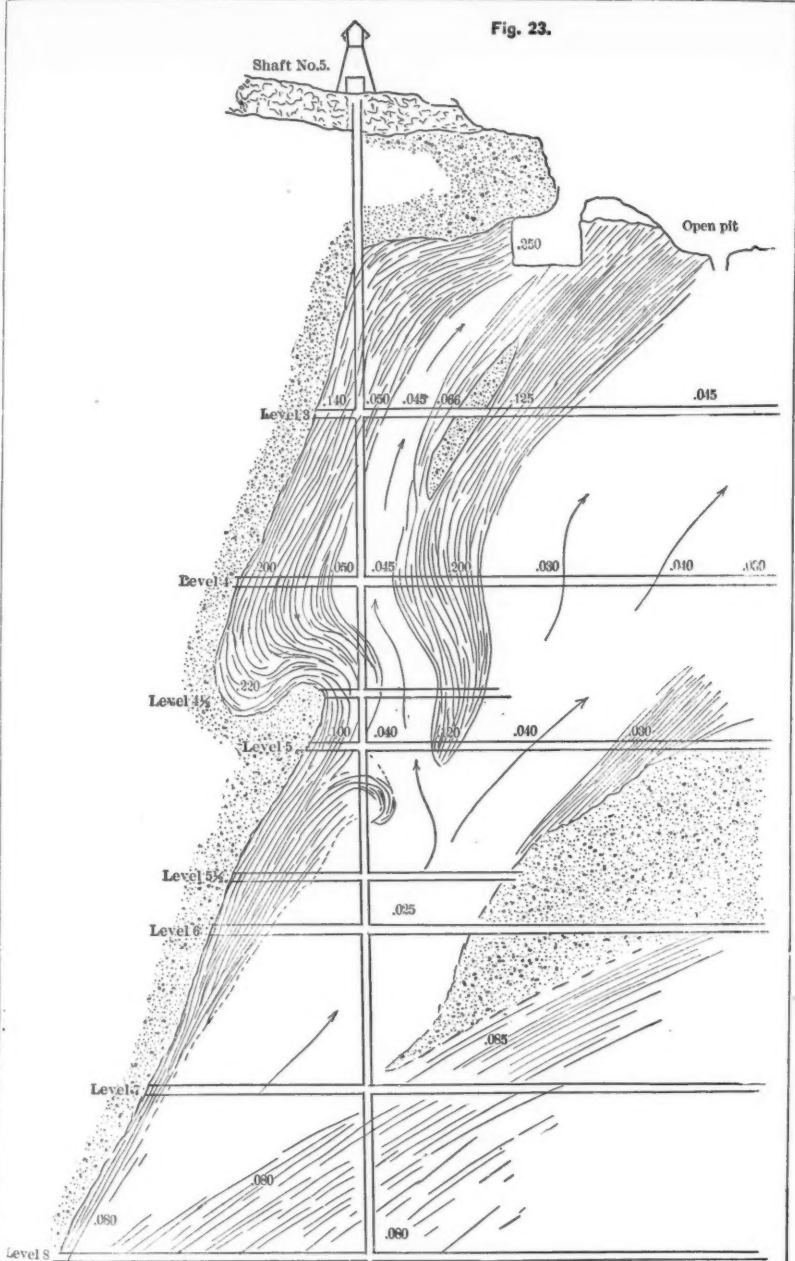 Fig. 23.
Shaft No.5.
Open pit
.250
.140 .050 .045 .066 .125 .045
Level 3
.200 .050 .045 .200 .030 .040
Level 4
.220
Level 4½
.100 .040 .120 .040 .030
Level 5
Level 5½
.025
Level 6
.085
Level 7
.080
.080 .080
Level 8